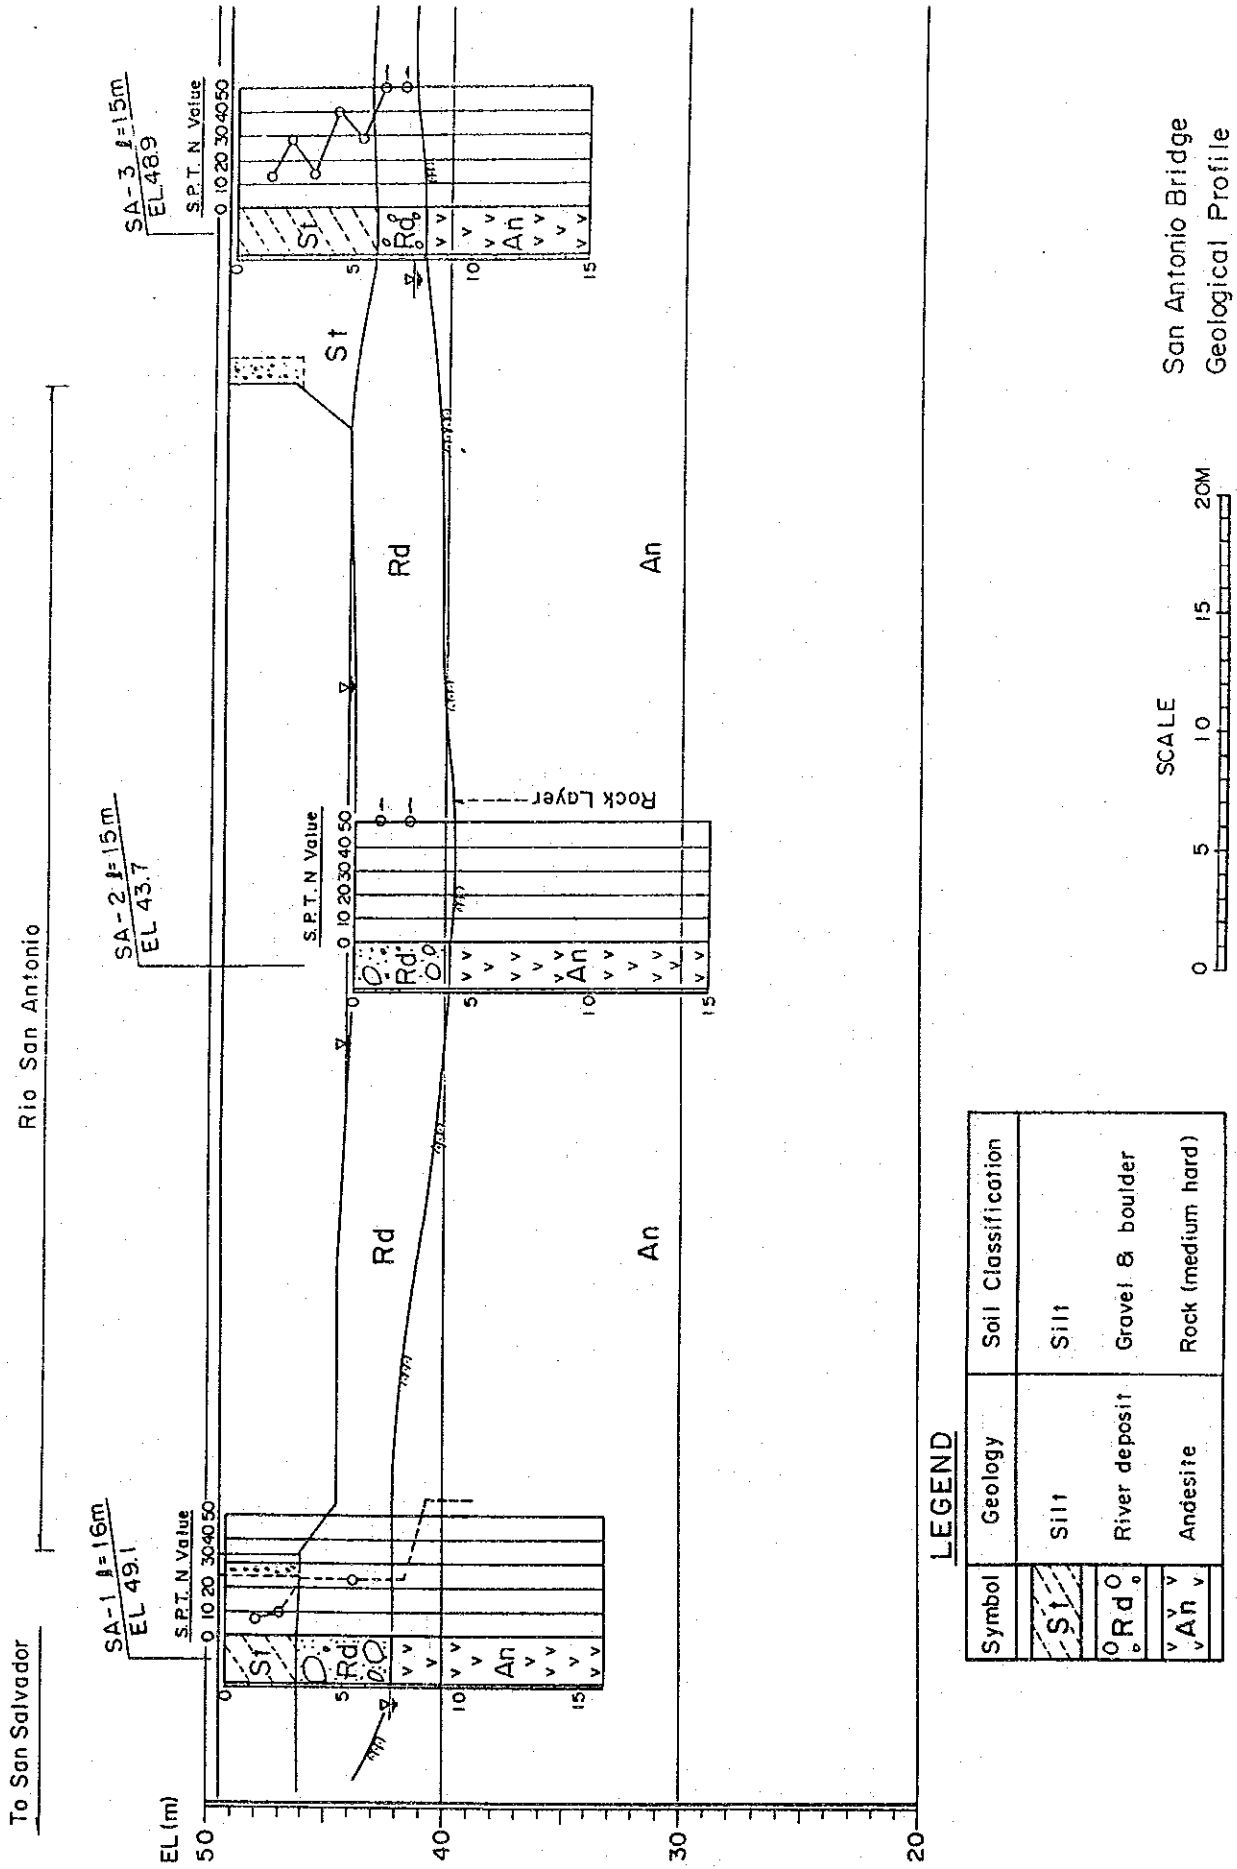 To San Salvador
Rio San Antonio
SA-1 ℓ=16m
EL 49.1
SA-2 ℓ=15m
EL 43.7
SA-3 ℓ=15m
EL 48.9
S.P.T. N Value
0 10 20 30 40 50
S.P.T. N Value
0 10 20 30 40 50
S.P.T. N Value
0 10 20 30 40 50
EL (m)
50
45
40
35
30
25
20
0
5
10
15
St
Rd
An
0
5
10
15
Rd
An
0
5
10
15
St
Rd
An
Rd
An
Rock Layer
Rd
An
St
LEGEND
Symbol Geology Soil Classification
St Silt Silt
Rd River deposit Gravel & boulder
An Andesite Rock (medium hard)
SCALE
0 5 10 15 20M
San Antonio Bridge
Geological Profile